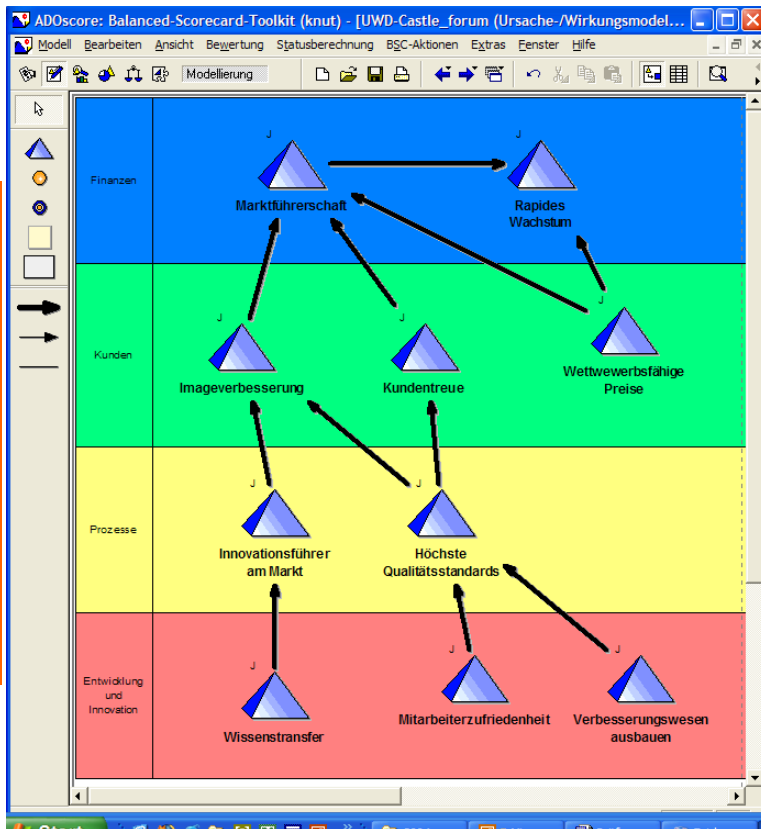 ADOscore: Balanced-Scorecard-Toolkit (knut) - [UWD-Castle_forum (Ursache-/Wirkungsmodel...
Modell Bearbeiten Ansicht Bewertung Statusberechnung BSC-Aktionen Extras Fenster Hilfe
Modellierung
Finanzen
J
J
Marktführerschaft
Rapides
Wachstum
Kunden
J
J
J
Imageverbesserung
Kundentreue
Wettwewerbsfähige
Preise
Prozesse
J
J
Innovationsführer
am Markt
Höchste
Qualitätsstandards
Entwicklung
und
Innovation
J
J
J
Wissenstransfer
Mitarbeiterzufriedenheit
Verbesserungswesen
ausbauen